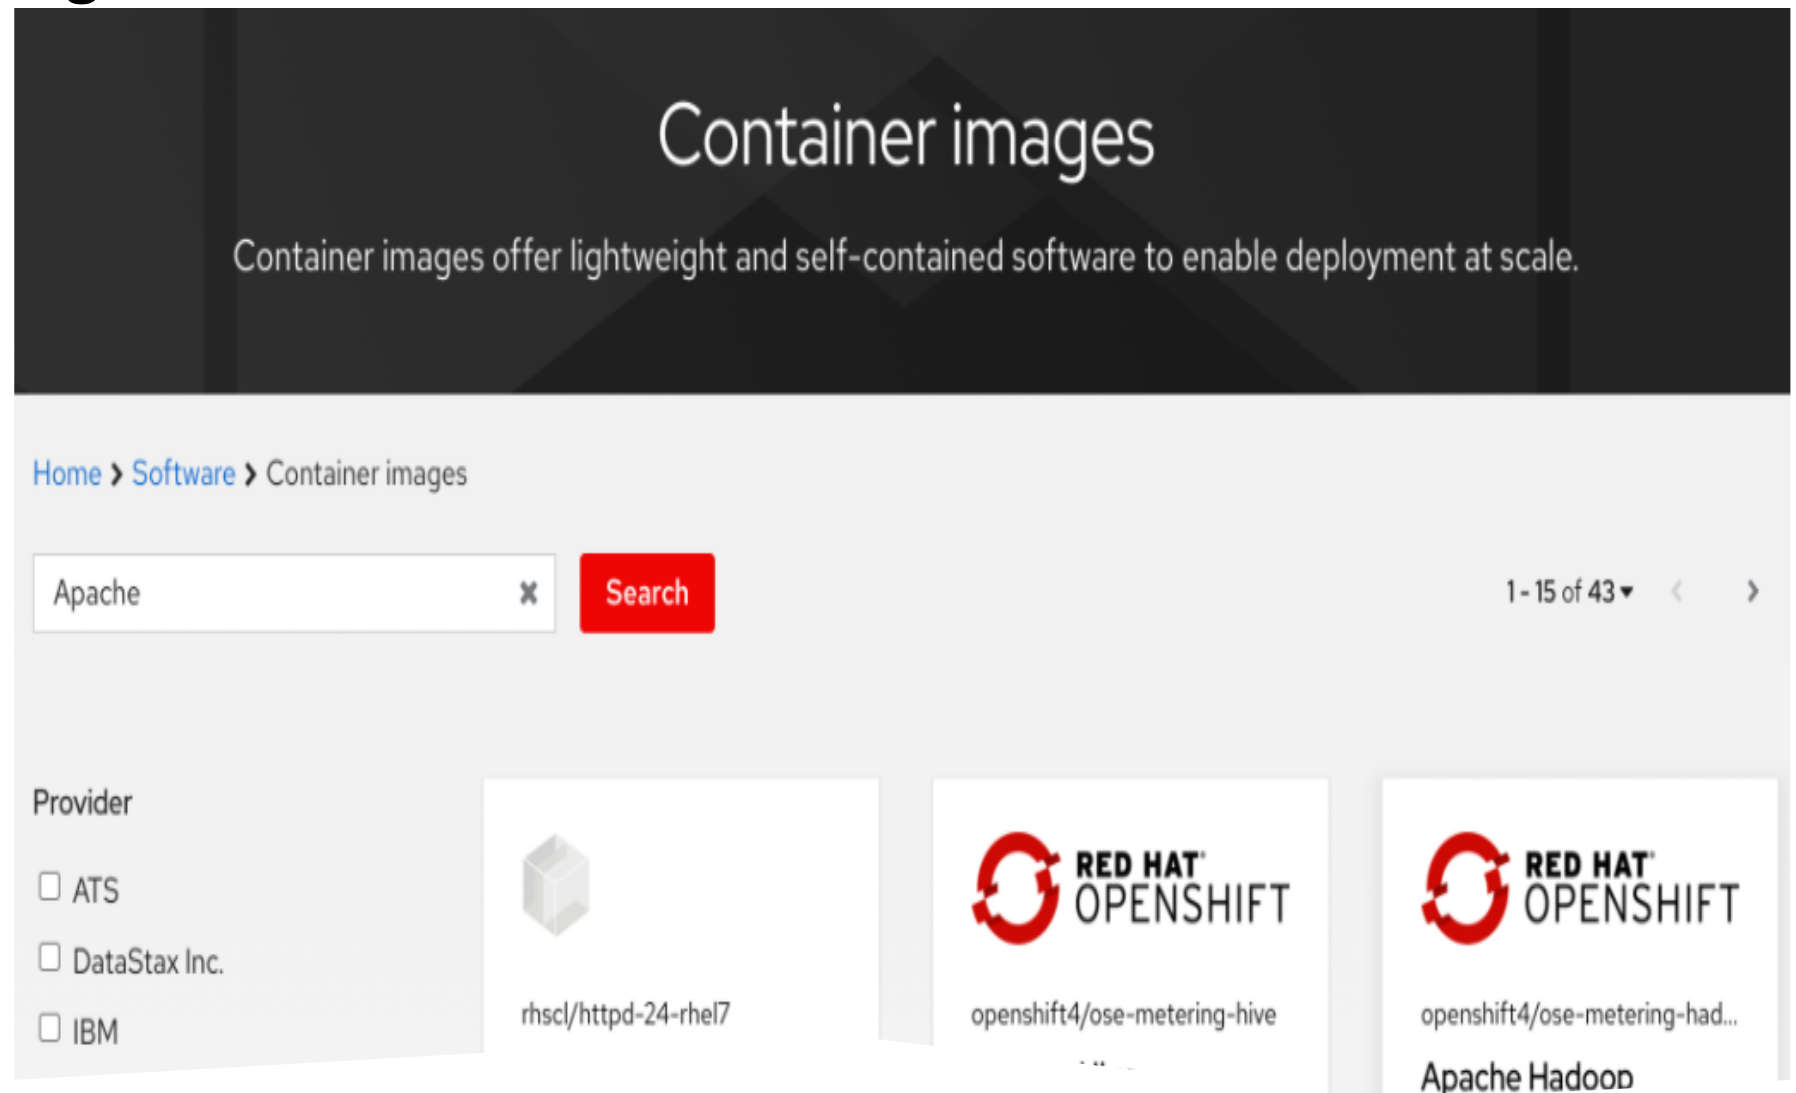 Container images
Container images offer lightweight and self-contained software to enable deployment at scale.
Home > Software > Container images
Apache ✖ Search
1 - 15 of 43 ▾ < >
Provider
ATS
DataStax Inc.
IBM
rhscl/httpd-24-rhel7
RED HAT®
OPENSHIFT
openshift4/ose-metering-hive
RED HAT®
OPENSHIFT
openshift4/ose-metering-had...
Apache Hadoop